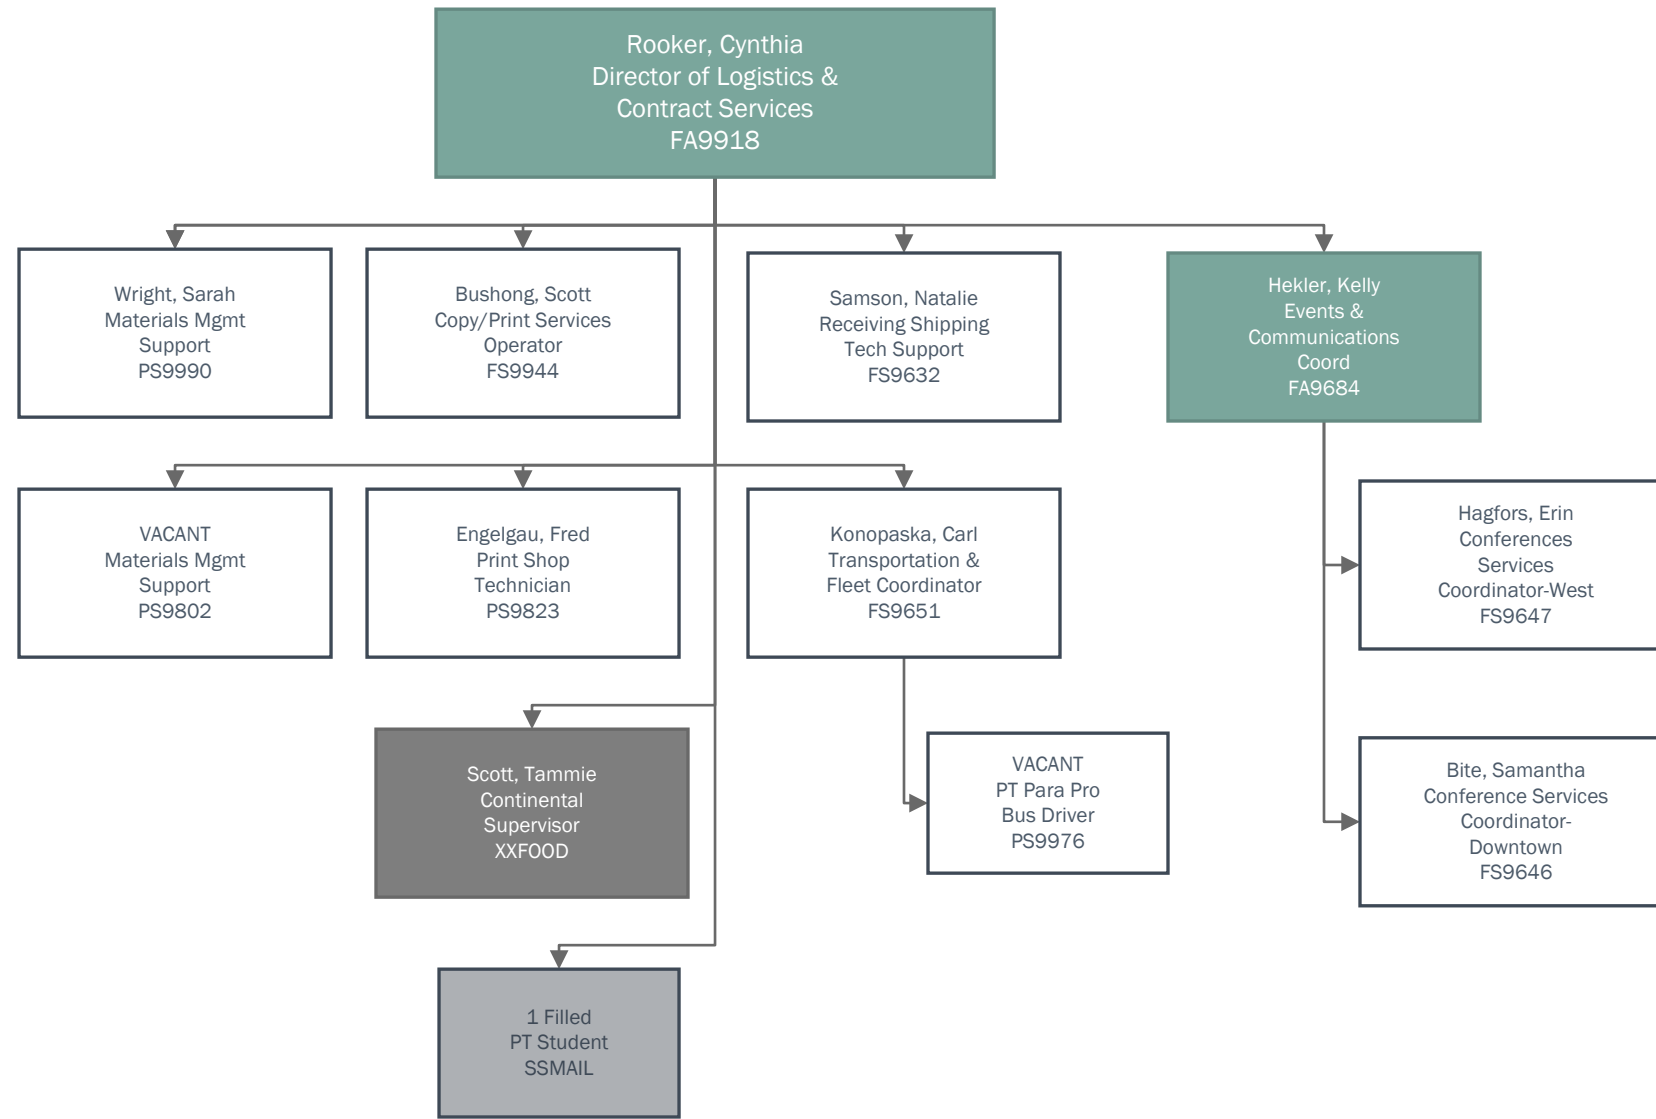 Rooker, Cynthia
Director of Logistics &
Contract Services
FA9918
Wright, Sarah
Materials Mgmt
Support
PS9990
Bushong, Scott
Copy/Print Services
Operator
FS9944
Samson, Natalie
Receiving Shipping
Tech Support
FS9632
Hekler, Kelly
Events &
Communications
Coord
FA9684
VACANT
Materials Mgmt
Support
PS9802
Engelgau, Fred
Print Shop
Technician
PS9823
Konopaska, Carl
Transportation &
Fleet Coordinator
FS9651
Hagfors, Erin
Conferences
Services
Coordinator-West
FS9647
Scott, Tammie
Continental
Supervisor
XXFOOD
VACANT
PT Para Pro
Bus Driver
PS9976
Bite, Samantha
Conference Services
Coordinator-
Downtown
FS9646
1 Filled
PT Student
SSMAIL